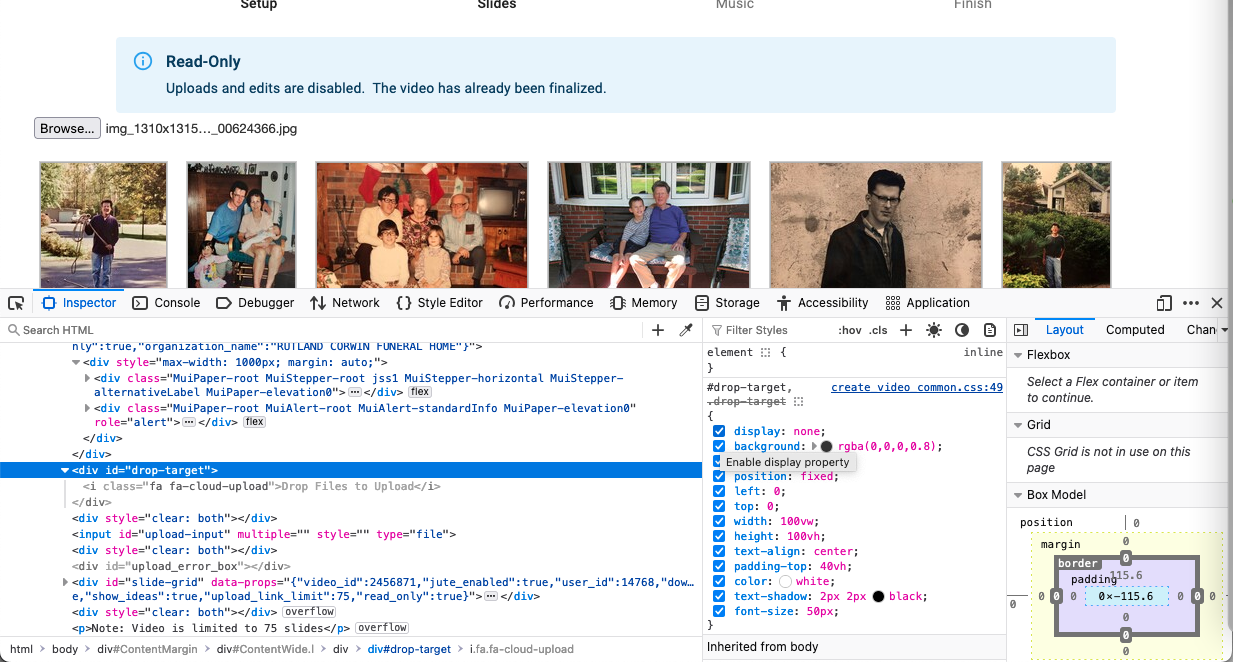 Setup Slides Music Finish
Read-Only
Uploads and edits are disabled. The video has already been finalized.
Browse... img_1310x1315…_00624366.jpg
Inspector Console Debugger Network Style Editor Performance Memory Storage Accessibility Application
Search HTML
nly":true,"organization_name":"RUTLAND CORWIN FUNERAL HOME"}">
<div style="max-width: 1000px; margin: auto;">
<div class="MuiPaper-root MuiStepper-root jss1 MuiStepper-horizontal MuiStepper-
alternativeLabel MuiPaper-elevation0"> </div> flex
<div class="MuiPaper-root MuiAlert-root MuiAlert-standardInfo MuiPaper-elevation0"
role="alert"> </div> flex
</div>
</div>
<div id="drop-target">
<i class="fa fa-cloud-upload">Drop Files to Upload</i>
</div>
<div style="clear: both"></div>
<input id="upload-input" multiple="" style="" type="file">
<div style="clear: both"></div>
<div id="upload_error_box"></div>
<div id="slide-grid" data-props="{"video_id":2456871,"jute_enabled":true,"user_id":14768,"dow…
e,"show_ideas":true,"upload_link_limit":75,"read_only":true}"> </div>
<div style="clear: both"></div> overflow
<p>Note: Video is limited to 75 slides</p> overflow
html > body > div#ContentMargin > div#ContentWide.l > div > div#drop-target > i.fa.fa-cloud-upload
Filter Styles :hov .cls
element { inline
}
#drop-target, create_video_common.css:49
.drop-target
{
display: none;
background: rgba(0,0,0,0.8);
Enable display property
position: fixed;
left: 0;
top: 0;
width: 100vw;
height: 100vh;
text-align: center;
padding-top: 40vh;
color: white;
text-shadow: 2px 2px black;
font-size: 50px;
}
Inherited from body
Layout Computed Chan
Flexbox
Select a Flex container or item
to continue.
Grid
CSS Grid is not in use on this
page
Box Model
position 0
margin 0
border 0
padding 115.6
0 0 0 0 0×-115.6 0 0 0
0
0
0